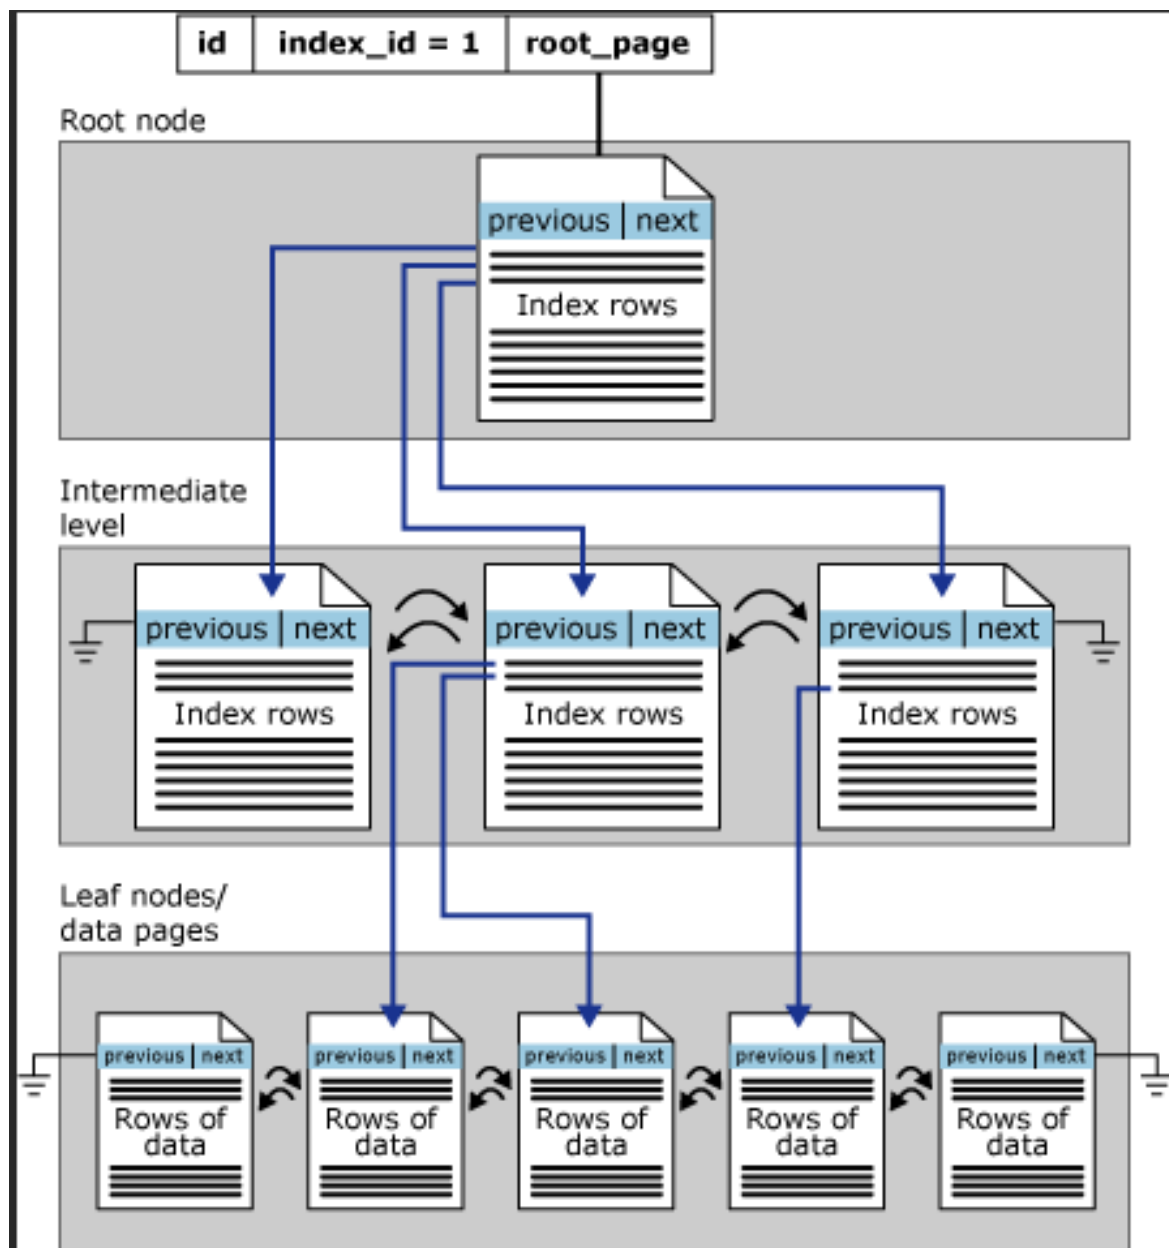 id index_id = 1 root_page
Root node
previous next
Index rows
Intermediate
level
previous next previous next previous next
Index rows Index rows Index rows
Leaf nodes/
data pages
previous next previous next previous next previous next previous next
Rows of Rows of Rows of Rows of Rows of
data data data data data